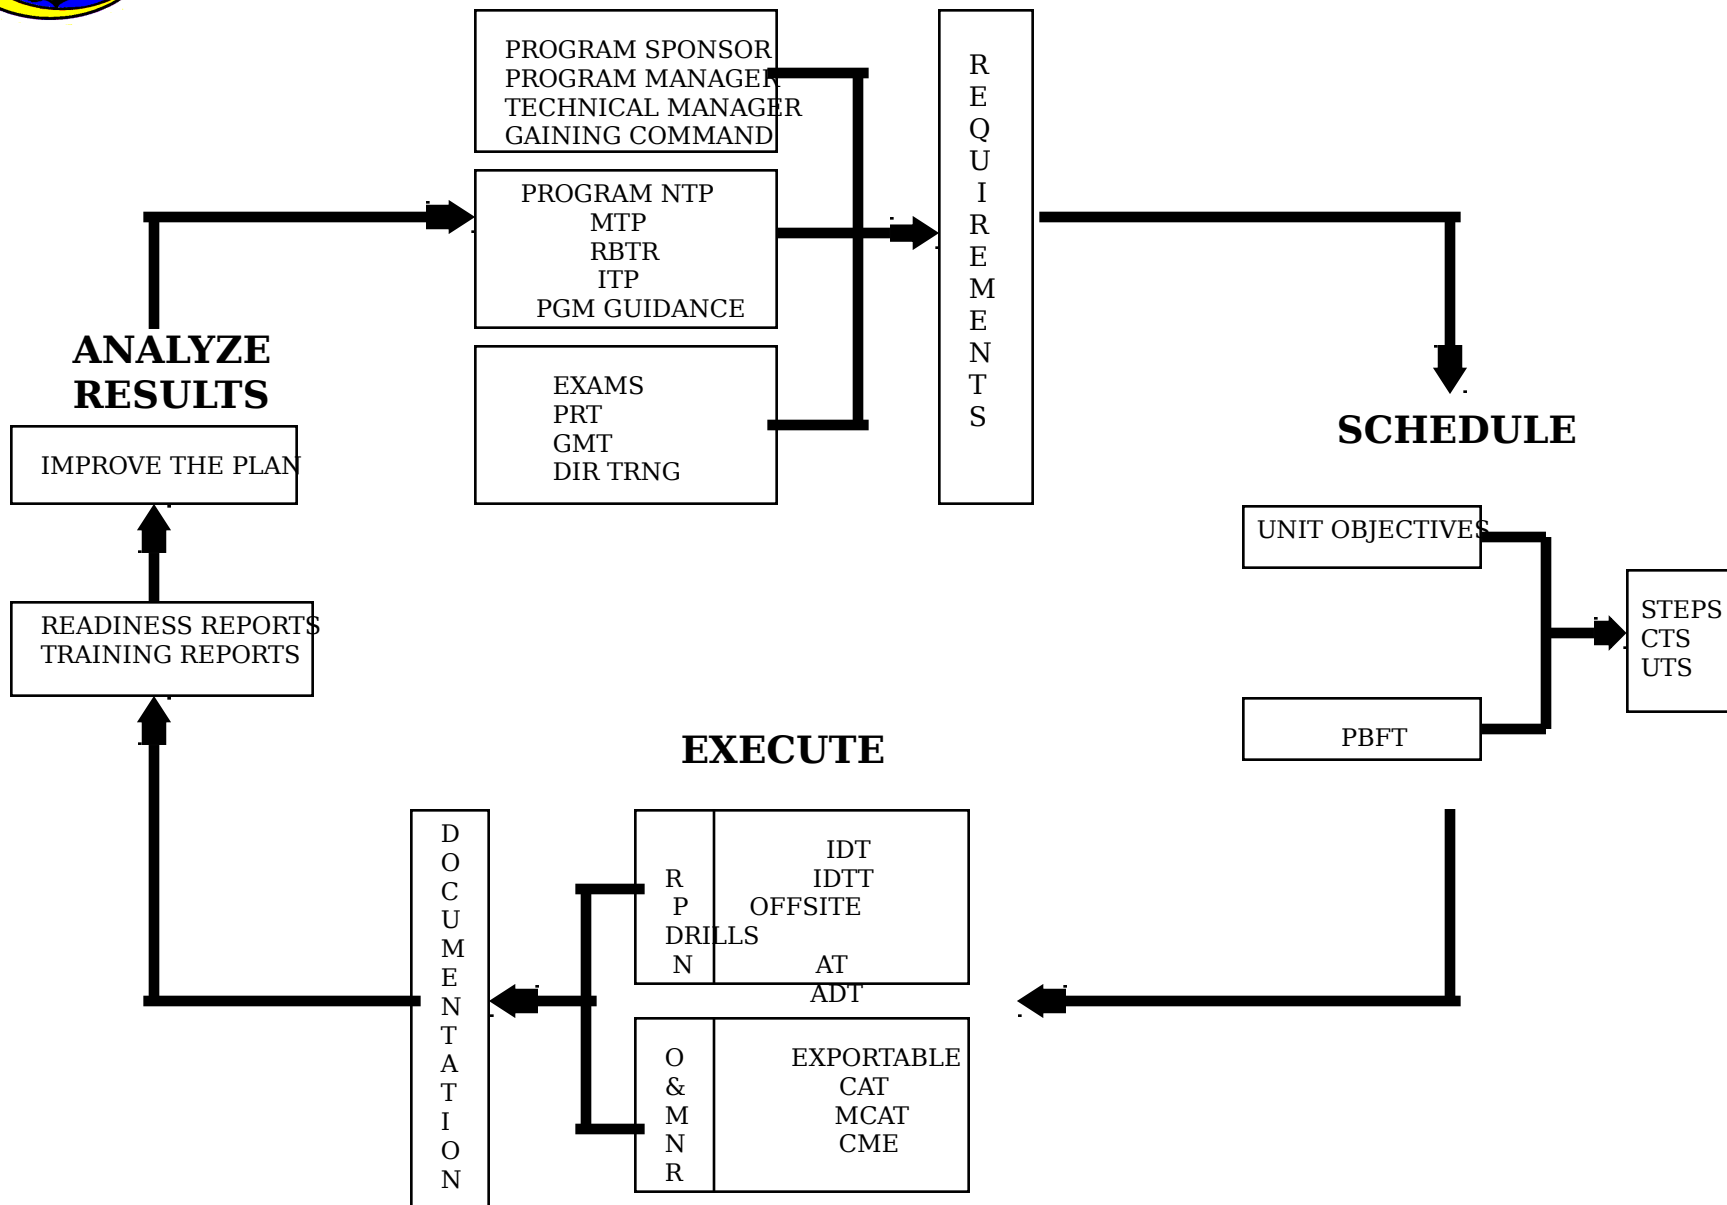 PROGRAM SPONSOR
PROGRAM MANAGER
TECHNICAL MANAGER
GAINING COMMAND
PROGRAM NTP
MTP
RBTR
ITP
PGM GUIDANCE
EXAMS
PRT
GMT
DIR TRNG
R
E
Q
U
I
R
E
M
E
N
T
S
ANALYZE
RESULTS
IMPROVE THE PLAN
READINESS REPORTS
TRAINING REPORTS
SCHEDULE
UNIT OBJECTIVES
PBFT
STEPS
CTS
UTS
EXECUTE
D
O
C
U
M
E
N
T
A
T
I
O
N
R
P
DRILLS
N
IDT
IDTT
OFFSITE
AT
ADT
O
&
M
N
R
EXPORTABLE
CAT
MCAT
CME